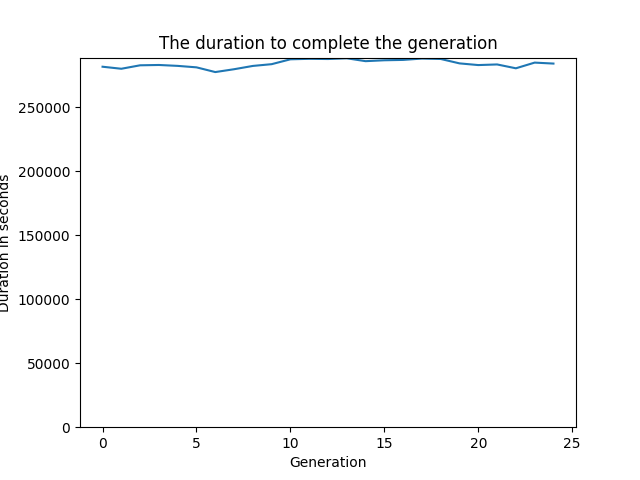 The duration to complete the generation
Duration in seconds
250000
200000
150000
100000
50000
0
0 5 10 15 20 25
Generation